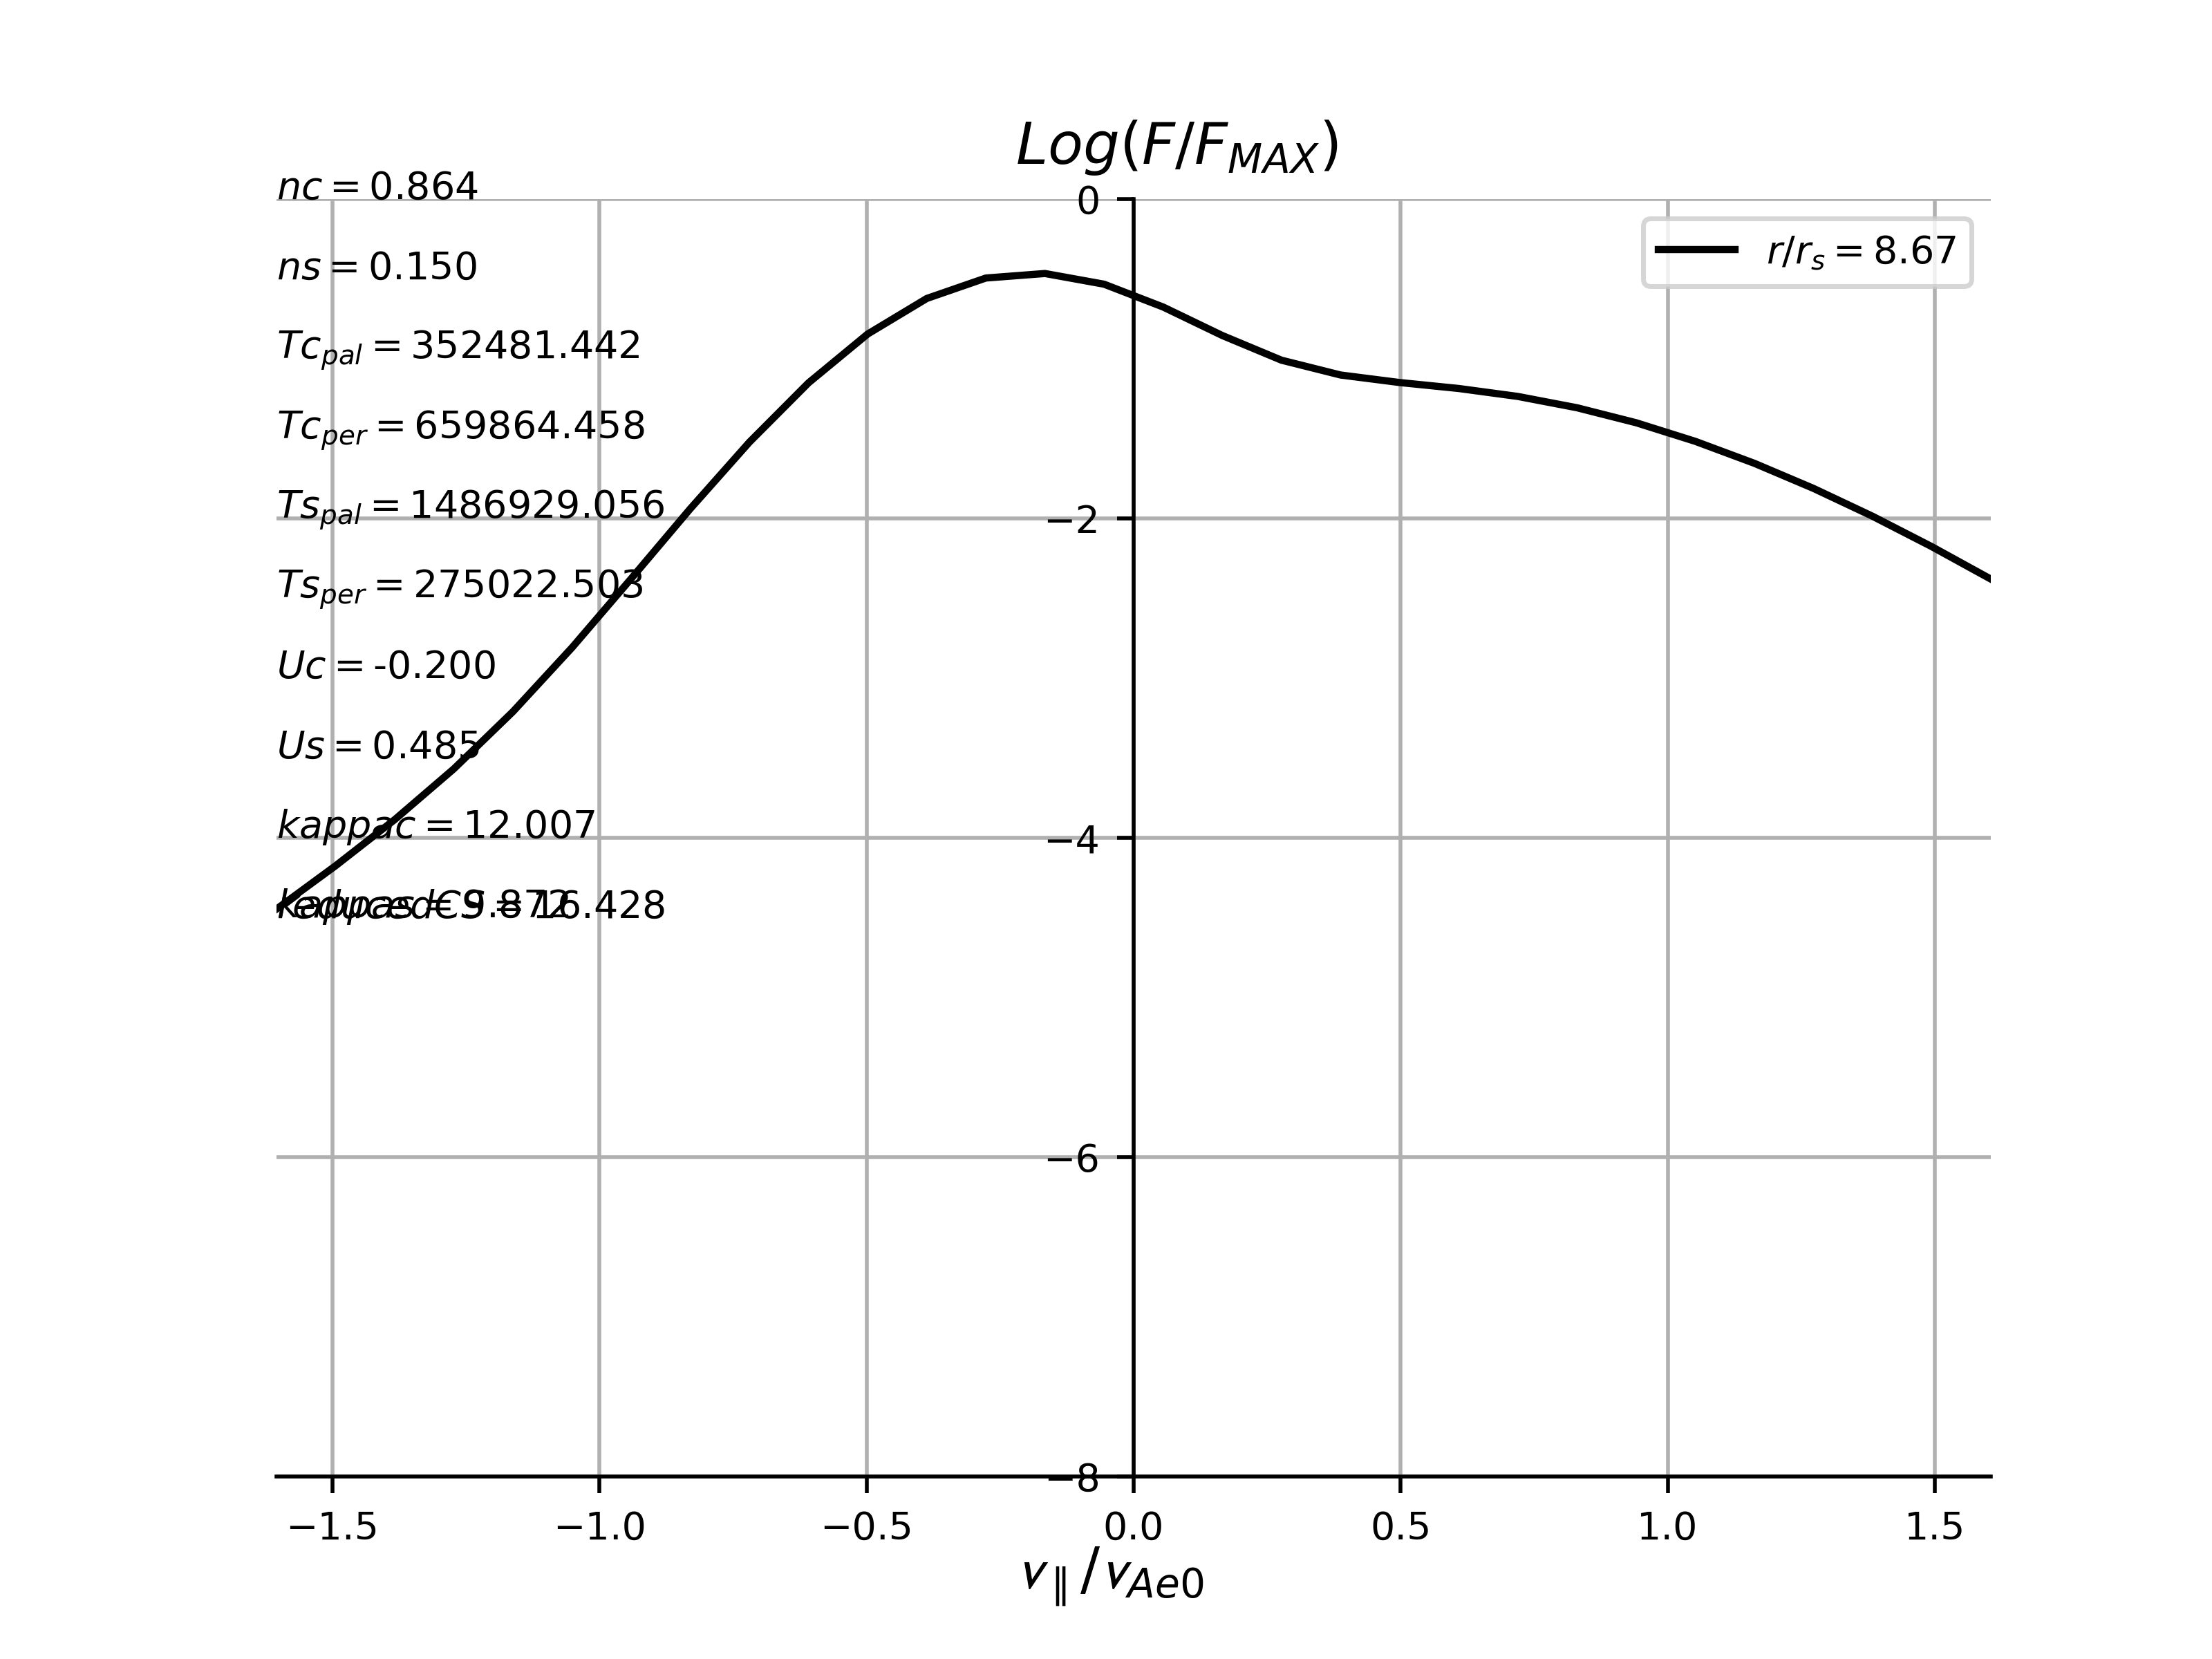 Log(F/F_MAX)
nc = 0.864
0
r/r_s = 8.67
ns = 0.150
Tc_pal = 352481.442
Tc_per = 659864.458
Ts_pal = 1486929.056
−2
Ts_per = 275022.503
Uc = -0.200
Us = 0.485
kappac = 12.007
−4
−6
−8
−1.5 −1.0 −0.5 0.0 0.5 1.0 1.5
v_∥/v_Ae0